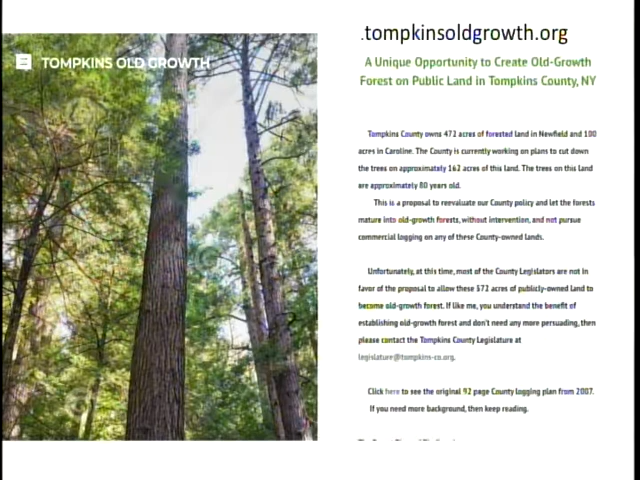 .tompkinsoldgrowth.org
TOMPKINS OLD GROWTH
A Unique Opportunity to Create Old-Growth
Forest on Public Land in Tompkins County, NY
Tompkins County owns 472 acres of forested land in Newfield and 100
acres in Caroline. The County is currently working on plans to cut down
the trees on approximately 162 acres of this land. The trees on this land
are approximately 80 years old.
This is a proposal to reevaluate our County policy and let the forests
mature into old-growth forests, without intervention, and not pursue
commercial logging on any of these County-owned lands.
Unfortunately, at this time, most of the County Legislators are not in
favor of the proposal to allow these 572 acres of publicly-owned land to
become old-growth forest. If like me, you understand the benefit of
establishing old-growth forest and don't need any more persuading, then
please contact the Tompkins County Legislature at
legislature@tompkins-co.org.
Click here to see the original 92 page County logging plan from 2007.
If you need more background, then keep reading.